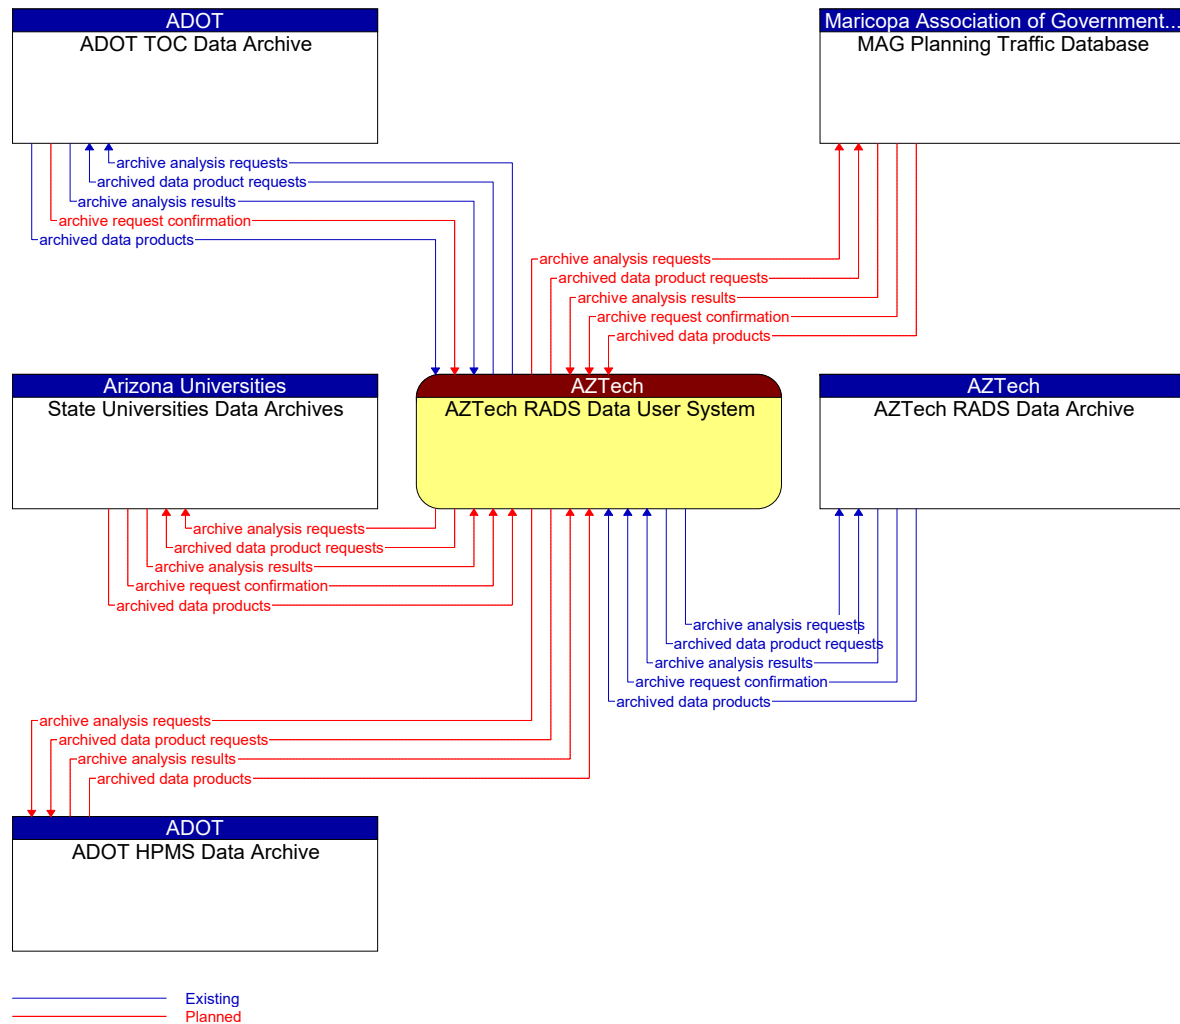 ADOT
ADOT TOC Data Archive
Maricopa Association of Government...
MAG Planning Traffic Database
archive analysis requests
archived data product requests
archive analysis results
archive request confirmation
archived data products
archive analysis requests
archived data product requests
archive analysis results
archive request confirmation
archived data products
Arizona Universities
State Universities Data Archives
AZTech
AZTech RADS Data User System
AZTech
AZTech RADS Data Archive
archive analysis requests
archived data product requests
archive analysis results
archive request confirmation
archived data products
archive analysis requests
archived data product requests
archive analysis results
archive request confirmation
archived data products
archive analysis requests
archived data product requests
archive analysis results
archived data products
ADOT
ADOT HPMS Data Archive
Existing
Planned